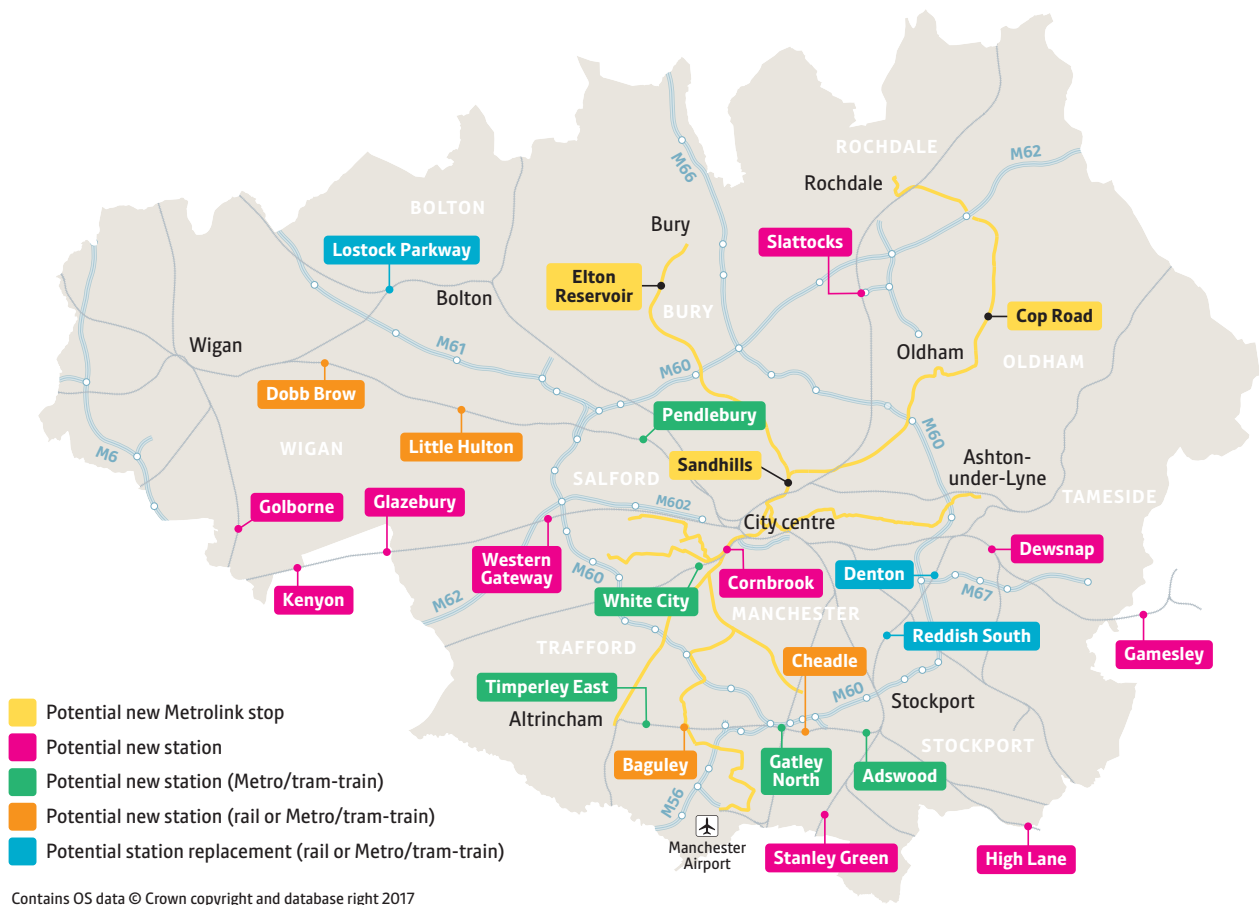 ROCHDALE
M62
M66
Rochdale
BOLTON
Bury
Slattocks
Lostock Parkway
Elton
Reservoir
Bolton
BURY
Cop Road
Wigan
M61
Oldham
OLDHAM
M60
Dobb Brow
Pendlebury
Little Hulton
M60
WIGAN
M6
Ashton-
under-Lyne
Sandhills
SALFORD
TAMESIDE
M602
Golborne
Glazebury
City centre
Western
Gateway
Dewsnap
M60
Cornbrook
Denton
M67
Kenyon
M62
White City
MANCHESTER
Reddish South
TRAFFORD
Gamesley
Cheadle
Timperley East
M60
Stockport
Altrincham
STOCKPORT
Baguley
Gatley
North
Adswood
M56
Manchester
Airport
Stanley Green
High Lane
Potential new Metrolink stop
Potential new station
Potential new station (Metro/tram-train)
Potential new station (rail or Metro/tram-train)
Potential station replacement (rail or Metro/tram-train)
Contains OS data © Crown copyright and database right 2017